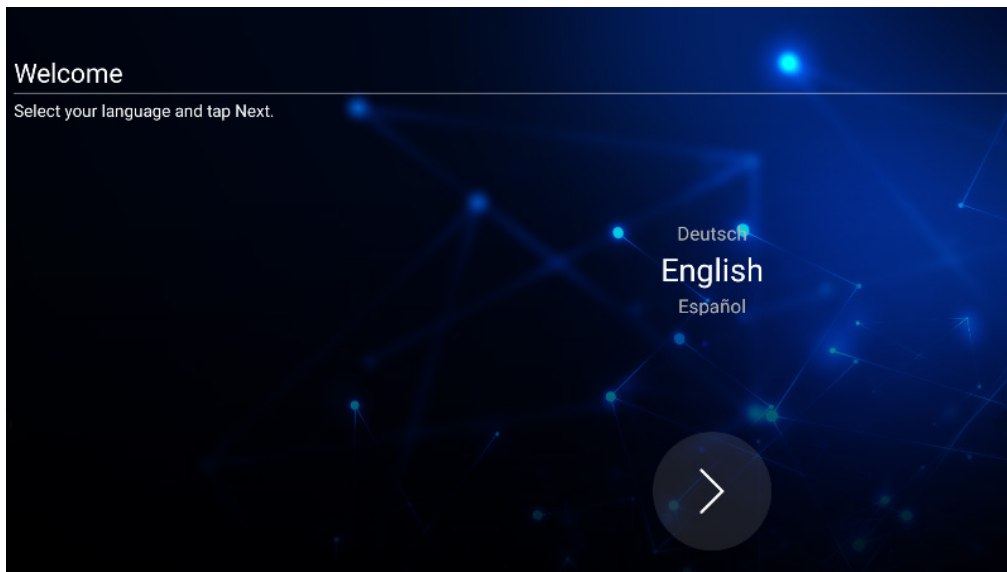 Welcome
Select your language and tap Next.
Deutsch
English
Español